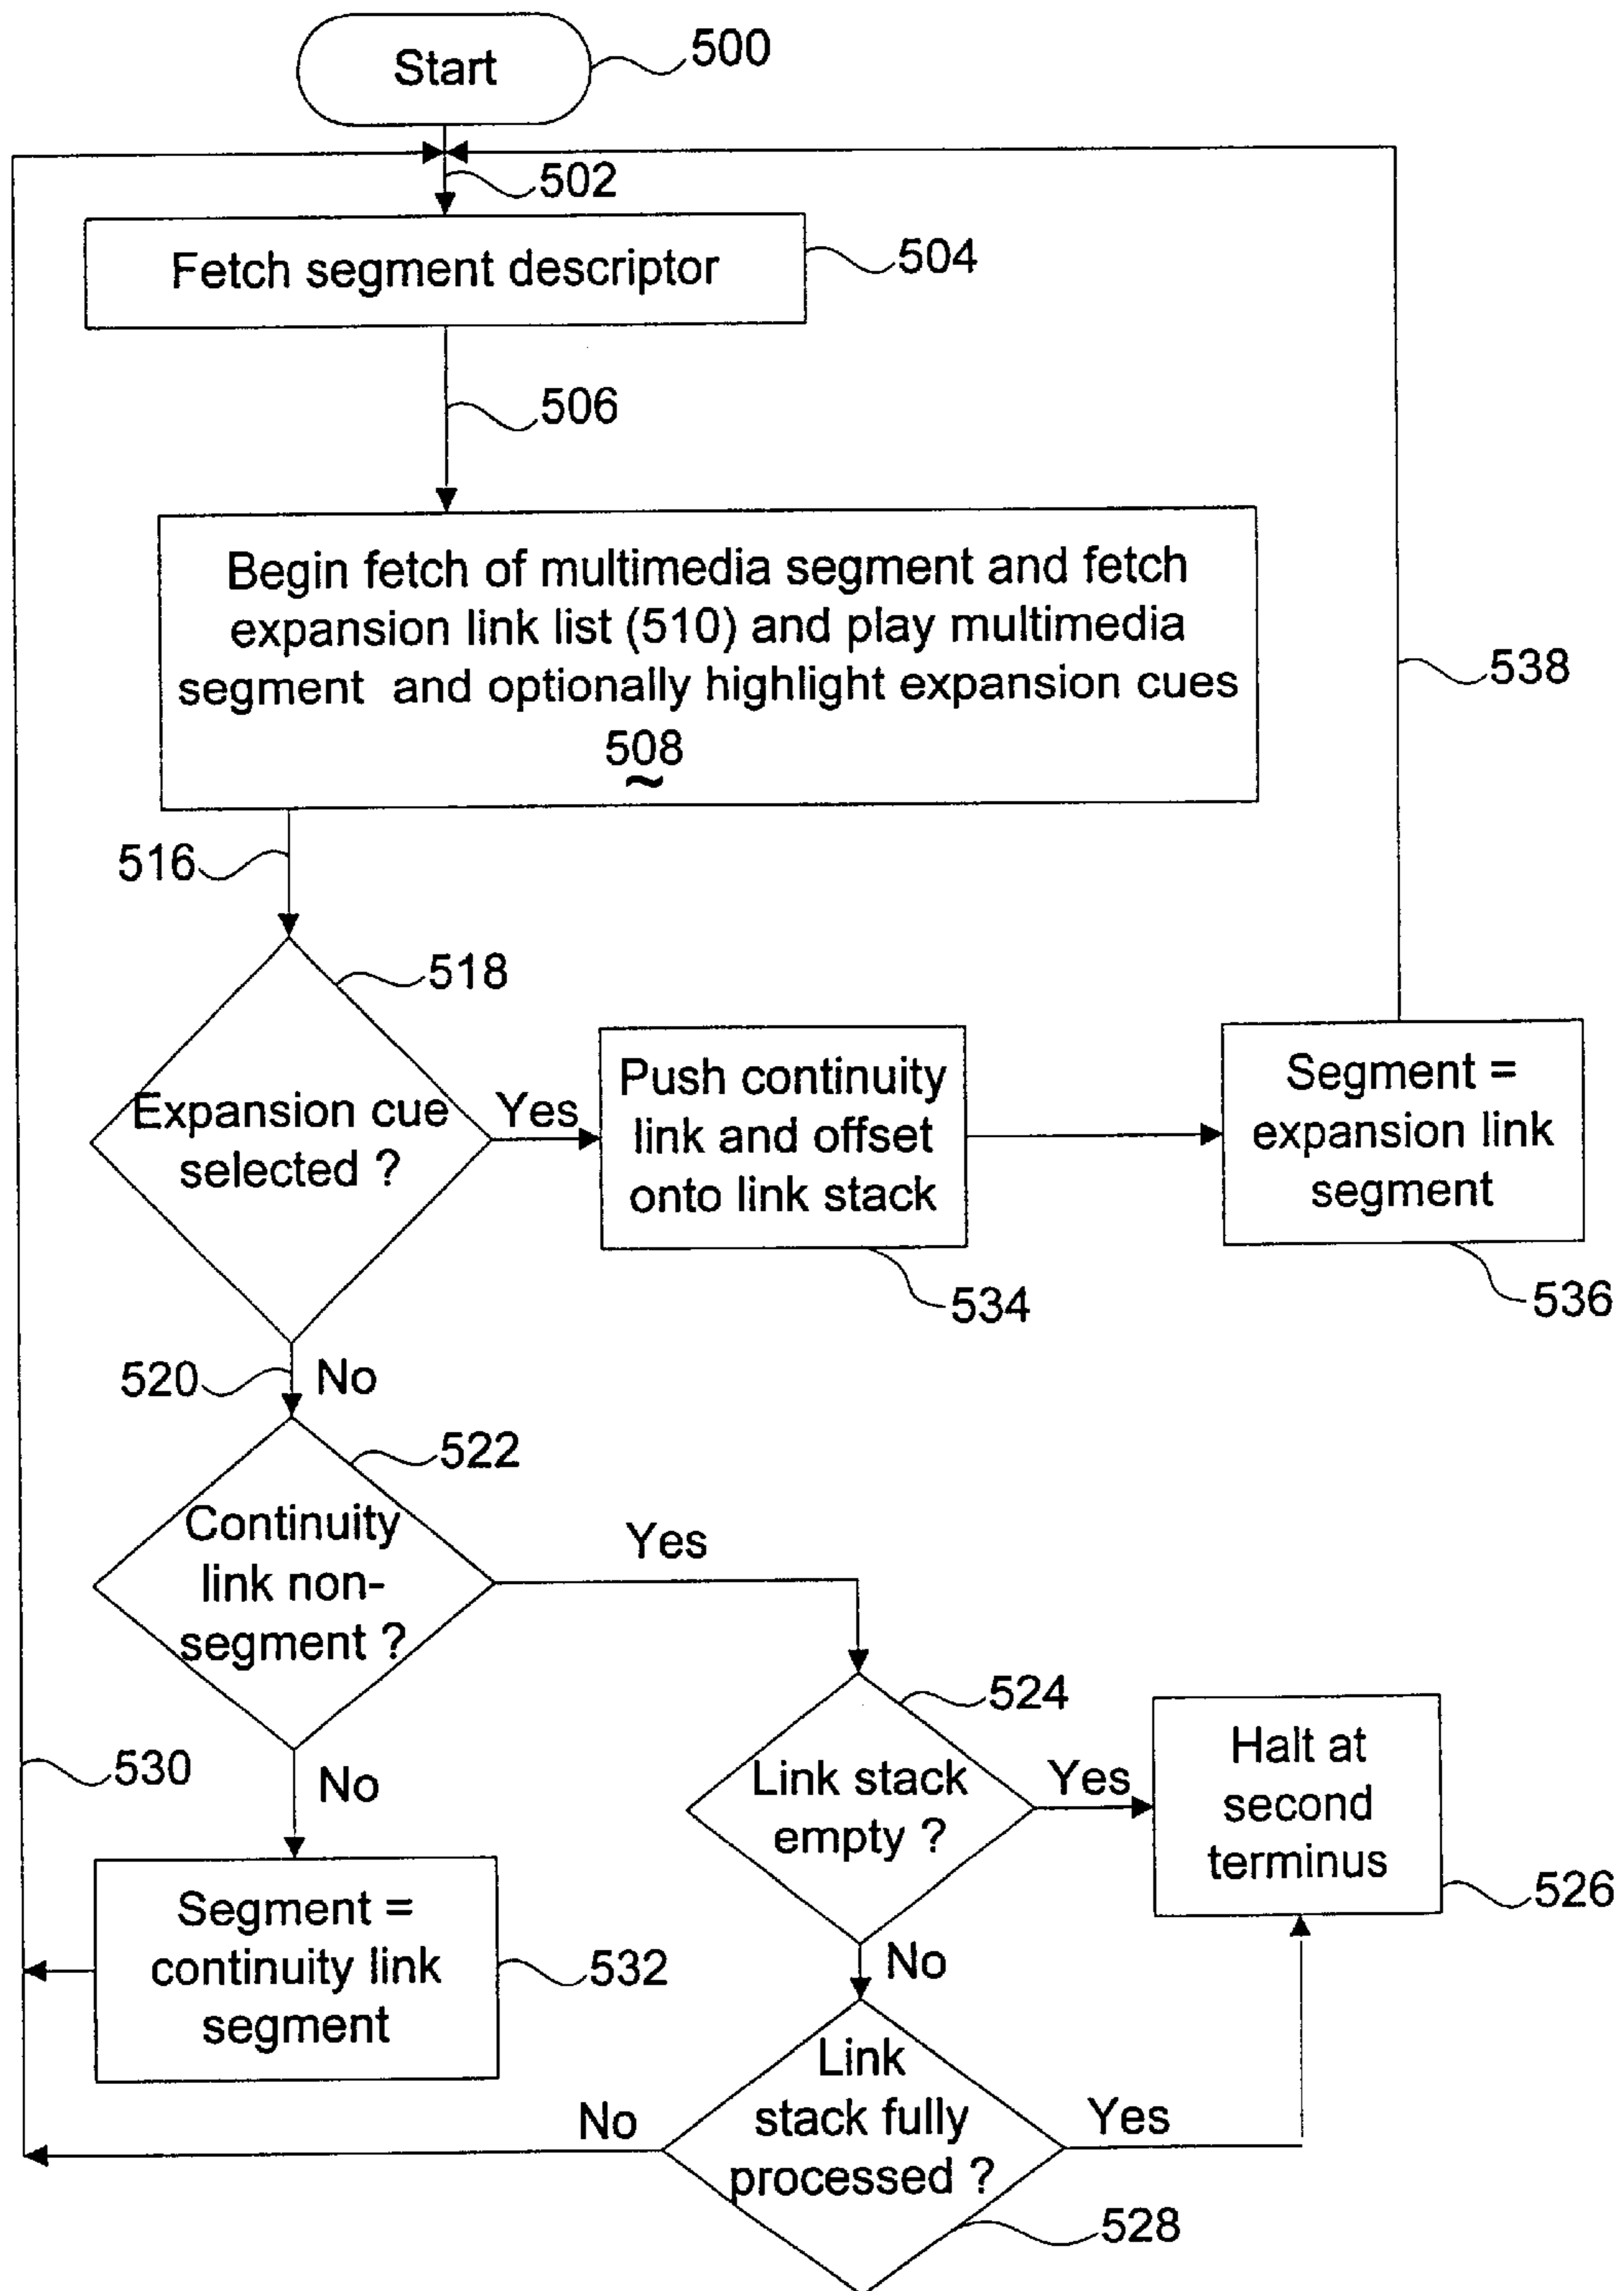 Start
500
502
Fetch segment descriptor
504
506
Begin fetch of multimedia segment and fetch
expansion link list (510) and play multimedia
segment and optionally highlight expansion cues
508
538
516
518
Expansion cue
selected ?
Yes
Push continuity
link and offset
onto link stack
534
Segment =
expansion link
segment
536
520
No
522
Continuity
link non-
segment ?
Yes
524
Link stack
empty ?
Yes
Halt at
second
terminus
526
530
No
Segment =
continuity link
segment
532
No
Link
stack fully
processed ?
No
Yes
528